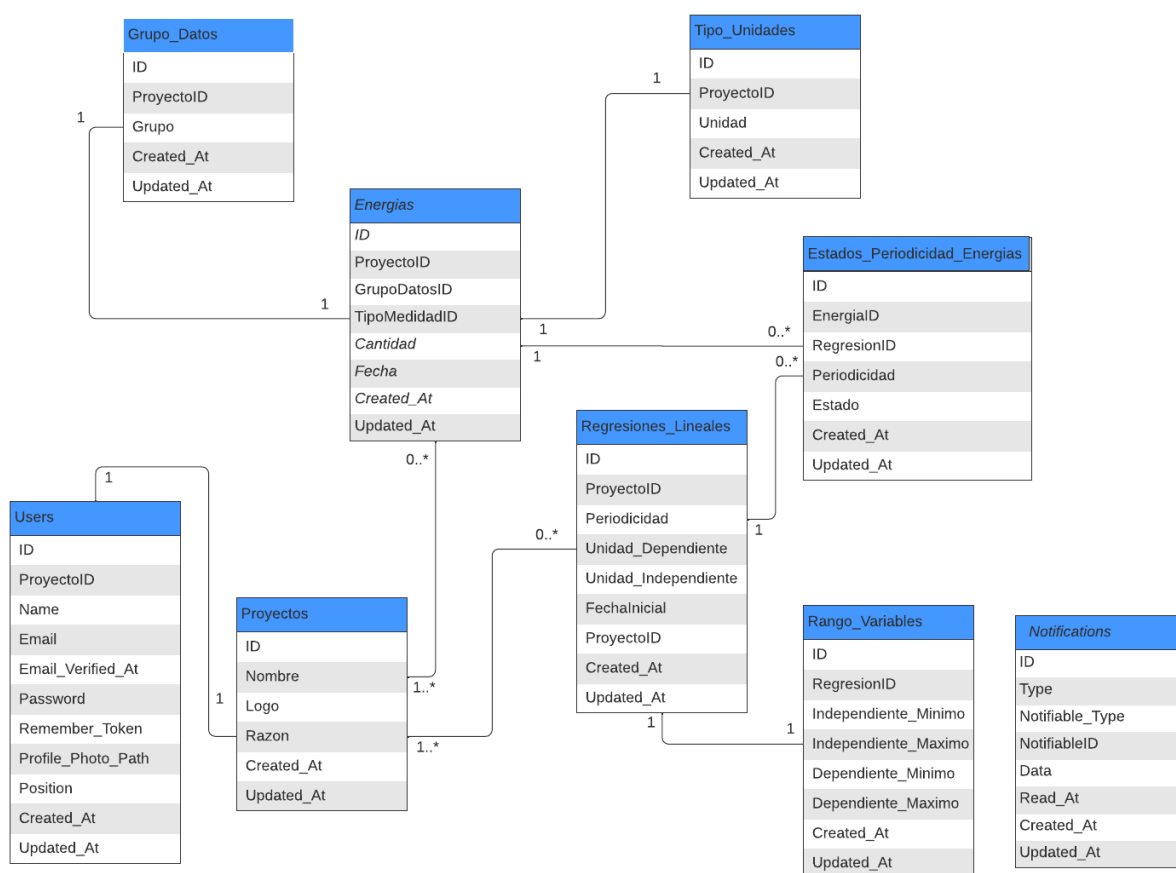 Grupo_Datos
ID
ProyectoID
Grupo
Created_At
Updated_At
1
1
Tipo_Unidades
ID
ProyectoID
Unidad
Created_At
Updated_At
1
1
Energias
ID
ProyectoID
GrupoDatosID
TipoMedidadID
Cantidad
Fecha
Created_At
Updated_At
1
0..*
0..*
Estados_Periodicidad_Energias
ID
EnergiaID
RegresionID
Periodicidad
Estado
Created_At
Updated_At
0..*
1
Regresiones_Lineales
ID
ProyectoID
Periodicidad
Unidad_Dependiente
Unidad_Independiente
FechaInicial
ProyectoID
Created_At
Updated_At
0..*
1
1
Users
ID
ProyectoID
Name
Email
Email_Verified_At
Password
Remember_Token
Profile_Photo_Path
Position
Created_At
Updated_At
1
1
Proyectos
ID
Nombre
Logo
Razon
Created_At
Updated_At
1..*
1..*
Rango_Variables
ID
RegresionID
Independiente_Minimo
Independiente_Maximo
Dependiente_Minimo
Dependiente_Maximo
Created_At
Updated_At
Notifications
ID
Type
Notifiable_Type
NotifiableID
Data
Read_At
Created_At
Updated_At